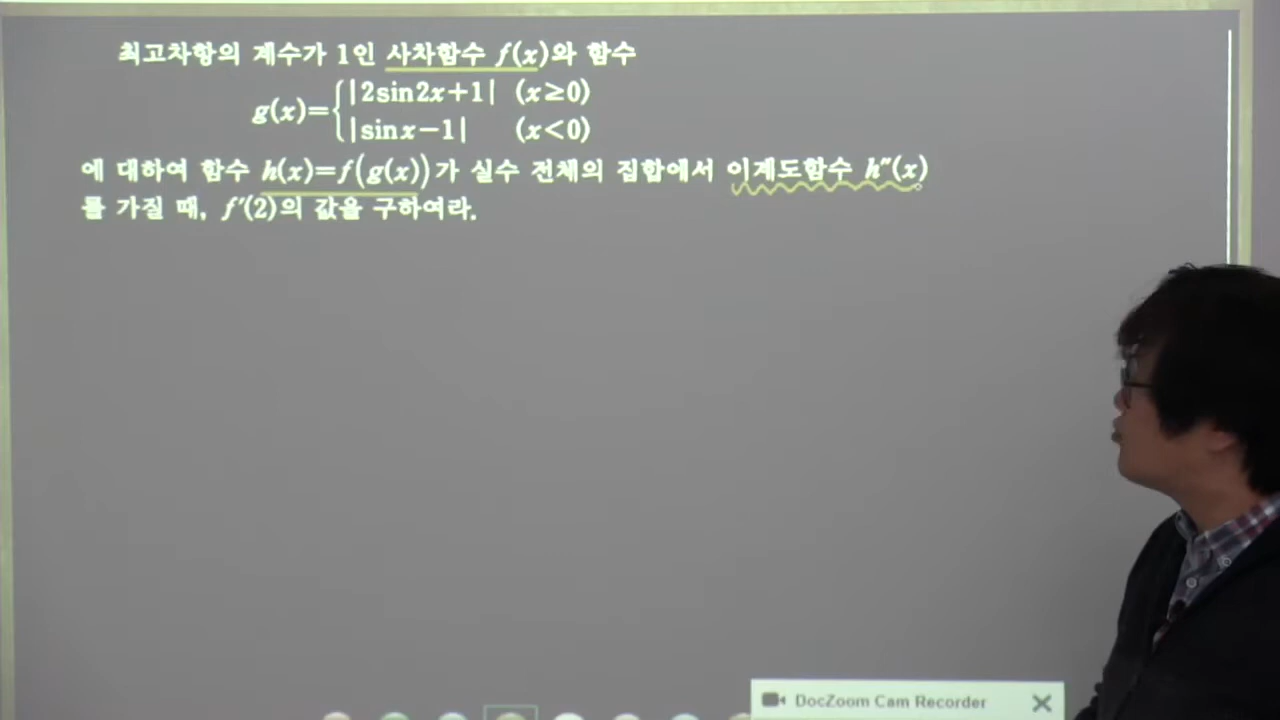 최고차항의 계수가 1인 사차함수 f(x)와 함수
g(x)={|2sin2x+1| (x≥0)
|sinx−1| (x<0)
에 대하여 함수 h(x)=f(g(x))가 실수 전체의 집합에서 이계도함수 h″(x)
를 가질 때, f′(2)의 값을 구하여라.
DocZoom Cam Recorder